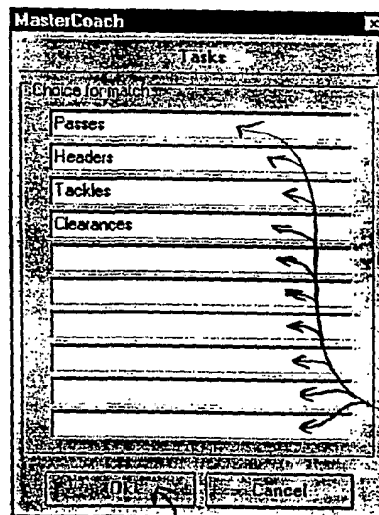 MasterCoach
Tasks
Choice for match
Passes
Headers
Tackles
Clearances
OK
Cancel